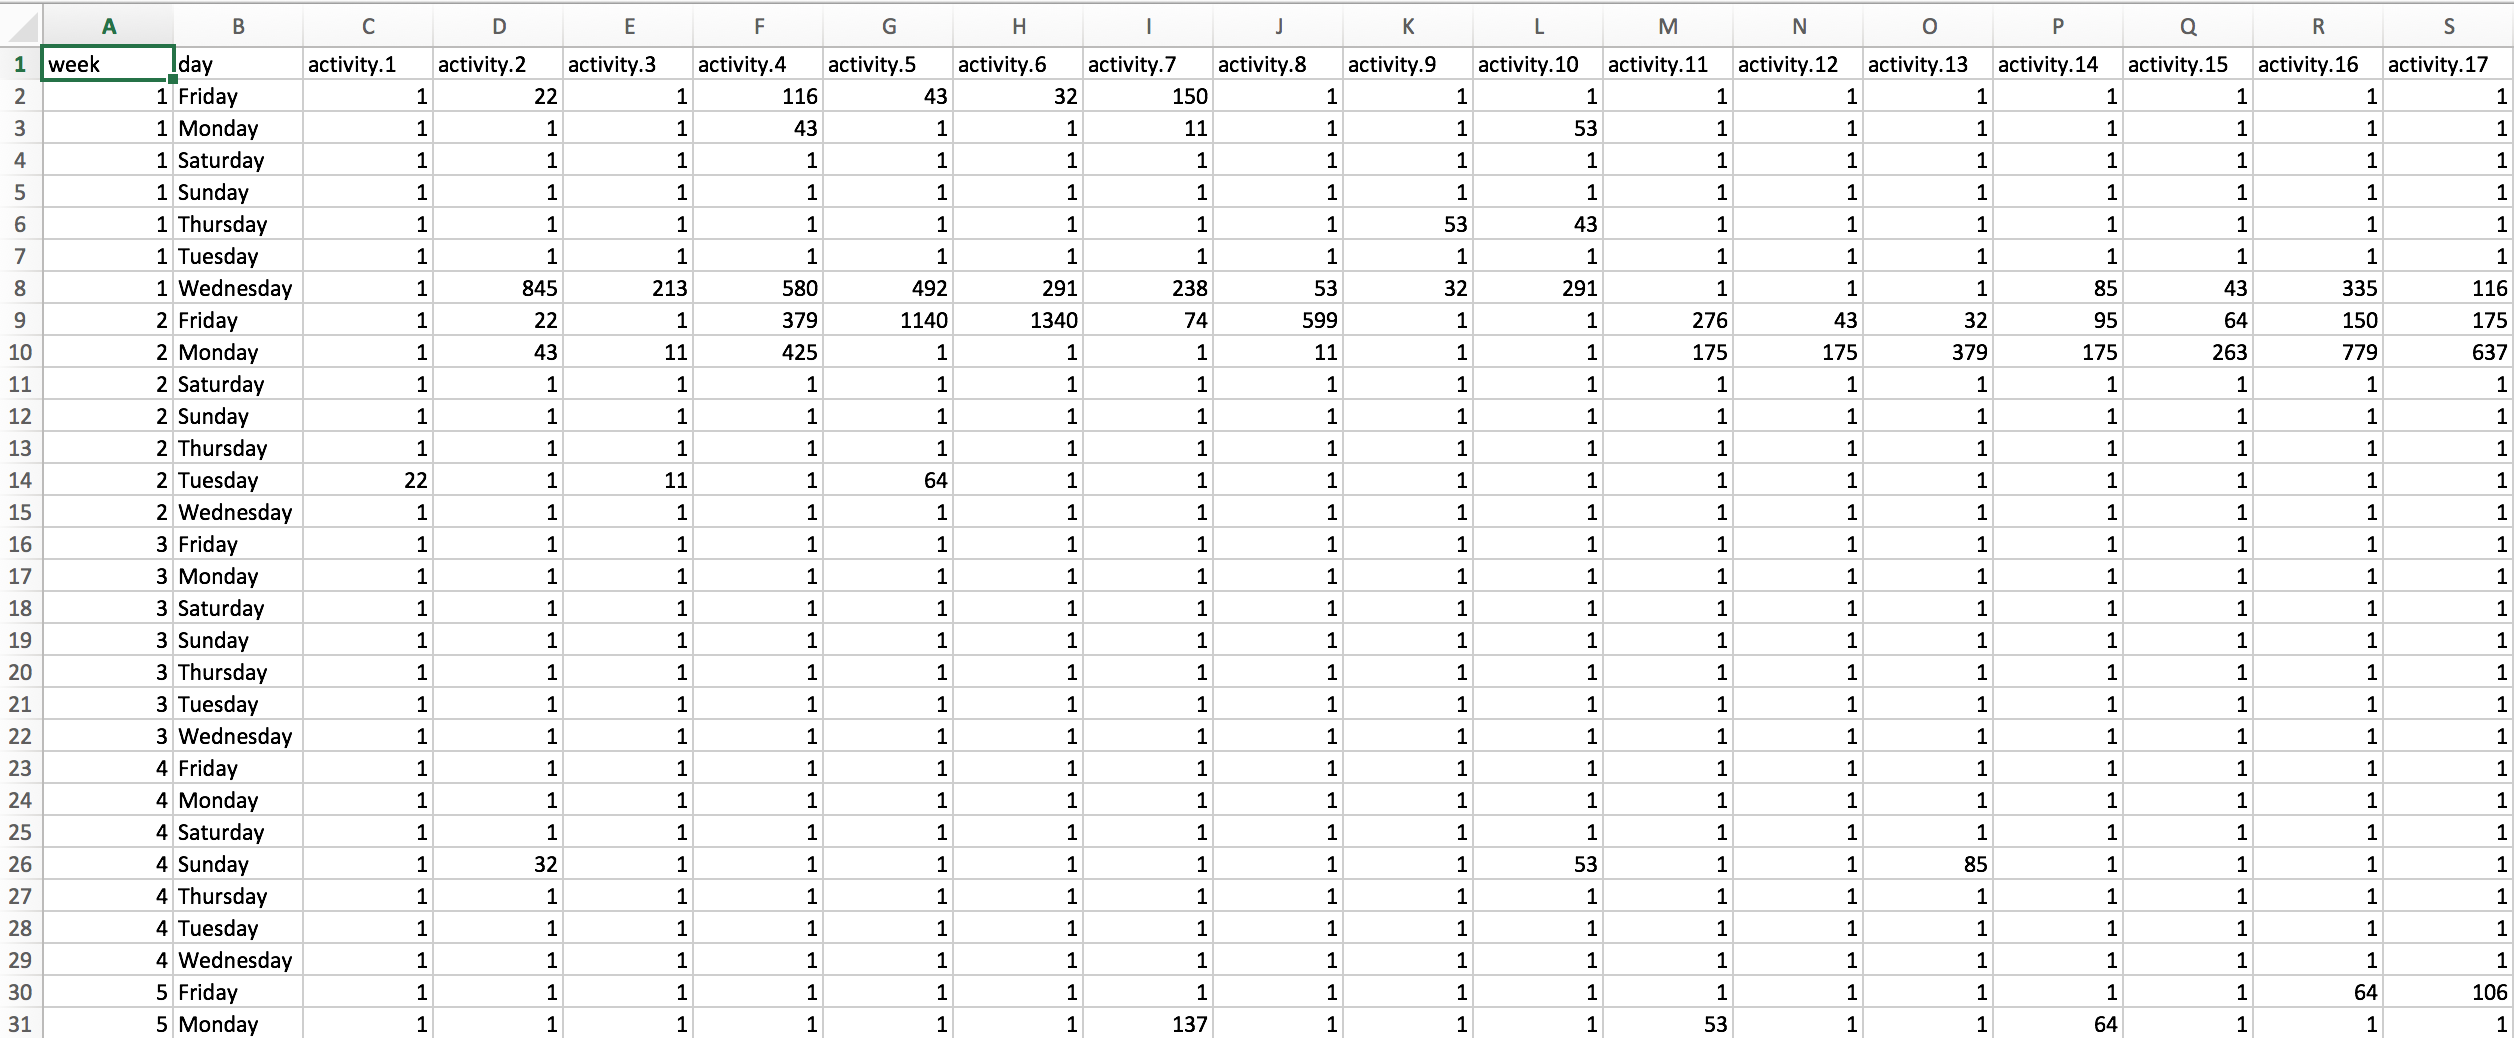 A B C D E F G H I J K L M N O P Q R S
1 week day activity.1 activity.2 activity.3 activity.4 activity.5 activity.6 activity.7 activity.8 activity.9 activity.10 activity.11 activity.12 activity.13 activity.14 activity.15 activity.16 activity.17
2 1 Friday 1 22 1 116 43 32 150 1 1 1 1 1 1 1 1 1 1
3 1 Monday 1 1 1 43 1 1 11 1 1 53 1 1 1 1 1 1 1
4 1 Saturday 1 1 1 1 1 1 1 1 1 1 1 1 1 1 1 1 1
5 1 Sunday 1 1 1 1 1 1 1 1 1 1 1 1 1 1 1 1 1
6 1 Thursday 1 1 1 1 1 1 1 1 53 43 1 1 1 1 1 1 1
7 1 Tuesday 1 1 1 1 1 1 1 1 1 1 1 1 1 1 1 1 1
8 1 Wednesday 1 845 213 580 492 291 238 53 32 291 1 1 1 85 43 335 116
9 2 Friday 1 22 1 379 1140 1340 74 599 1 1 276 43 32 95 64 150 175
10 2 Monday 1 43 11 425 1 1 1 11 1 1 175 175 379 175 263 779 637
11 2 Saturday 1 1 1 1 1 1 1 1 1 1 1 1 1 1 1 1 1
12 2 Sunday 1 1 1 1 1 1 1 1 1 1 1 1 1 1 1 1 1
13 2 Thursday 1 1 1 1 1 1 1 1 1 1 1 1 1 1 1 1 1
14 2 Tuesday 22 1 11 1 64 1 1 1 1 1 1 1 1 1 1 1 1
15 2 Wednesday 1 1 1 1 1 1 1 1 1 1 1 1 1 1 1 1 1
16 3 Friday 1 1 1 1 1 1 1 1 1 1 1 1 1 1 1 1 1
17 3 Monday 1 1 1 1 1 1 1 1 1 1 1 1 1 1 1 1 1
18 3 Saturday 1 1 1 1 1 1 1 1 1 1 1 1 1 1 1 1 1
19 3 Sunday 1 1 1 1 1 1 1 1 1 1 1 1 1 1 1 1 1
20 3 Thursday 1 1 1 1 1 1 1 1 1 1 1 1 1 1 1 1 1
21 3 Tuesday 1 1 1 1 1 1 1 1 1 1 1 1 1 1 1 1 1
22 3 Wednesday 1 1 1 1 1 1 1 1 1 1 1 1 1 1 1 1 1
23 4 Friday 1 1 1 1 1 1 1 1 1 1 1 1 1 1 1 1 1
24 4 Monday 1 1 1 1 1 1 1 1 1 1 1 1 1 1 1 1 1
25 4 Saturday 1 1 1 1 1 1 1 1 1 1 1 1 1 1 1 1 1
26 4 Sunday 1 32 1 1 1 1 1 1 1 53 1 1 85 1 1 1 1
27 4 Thursday 1 1 1 1 1 1 1 1 1 1 1 1 1 1 1 1 1
28 4 Tuesday 1 1 1 1 1 1 1 1 1 1 1 1 1 1 1 1 1
29 4 Wednesday 1 1 1 1 1 1 1 1 1 1 1 1 1 1 1 1 1
30 5 Friday 1 1 1 1 1 1 1 1 1 1 1 1 1 1 1 64 106
31 5 Monday 1 1 1 1 1 1 137 1 1 1 53 1 1 64 1 1 1